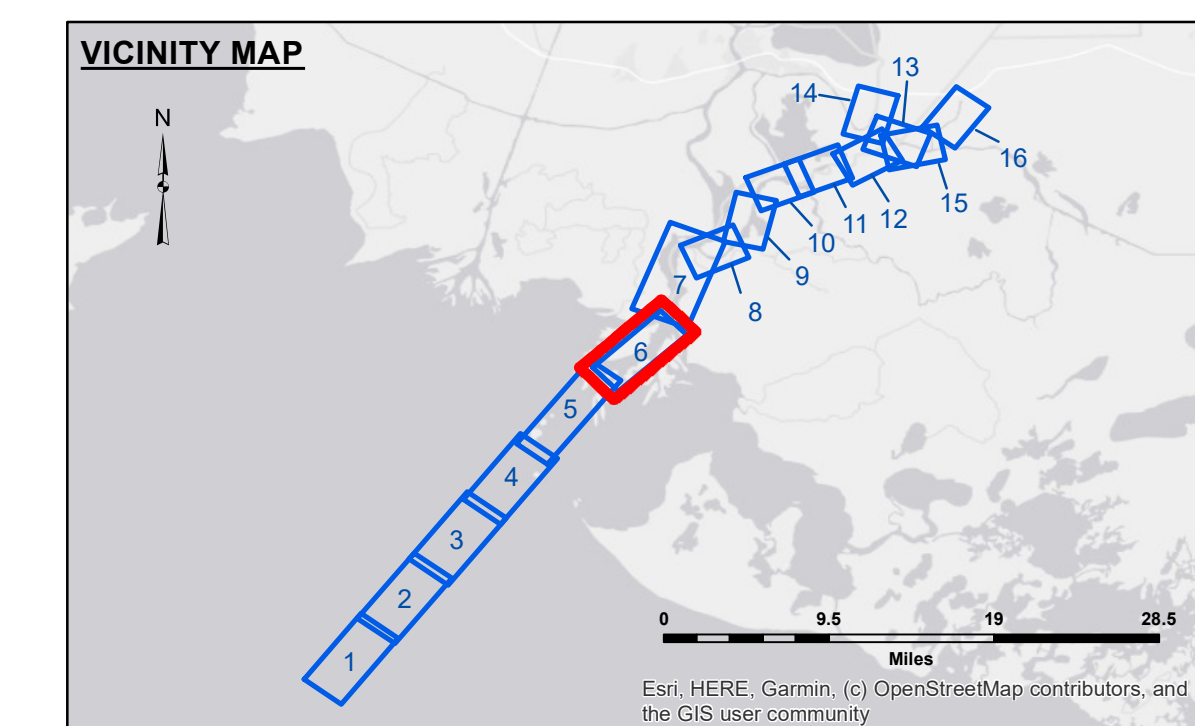 VICINITY MAP
N
13
14
16
15
12
11
10
9
7
8
6
5
4
3
2
1
0 9.5 19 28.5
Miles
Esri, HERE, Garmin, (c) OpenStreetMap contributors, and
the GIS user community